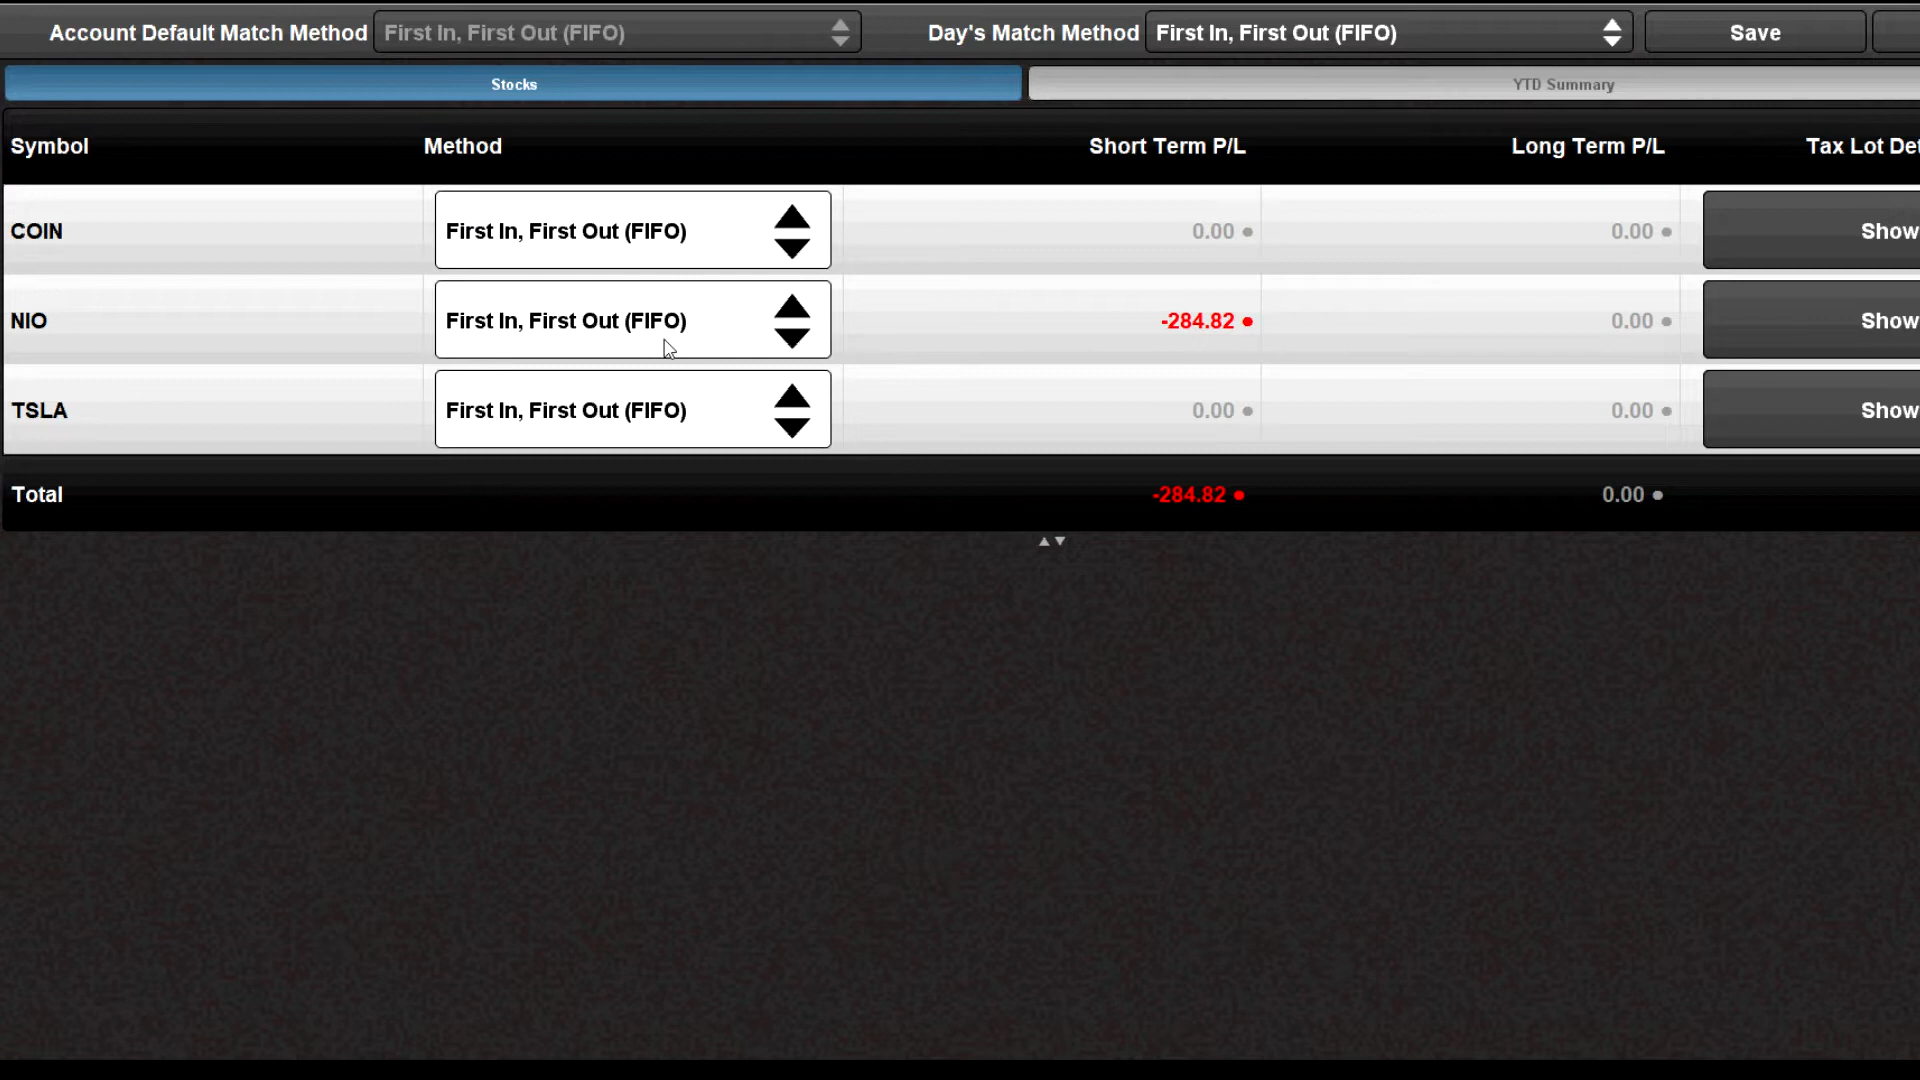 Account Default Match Method First In, First Out (FIFO) Day's Match Method First In, First Out (FIFO) Save
Stocks YTD Summary
Symbol Method Short Term P/L Long Term P/L Tax Lot Det
COIN First In, First Out (FIFO) 0.00 0.00 Show
NIO First In, First Out (FIFO) -284.82 0.00 Show
TSLA First In, First Out (FIFO) 0.00 0.00 Show
Total -284.82 0.00